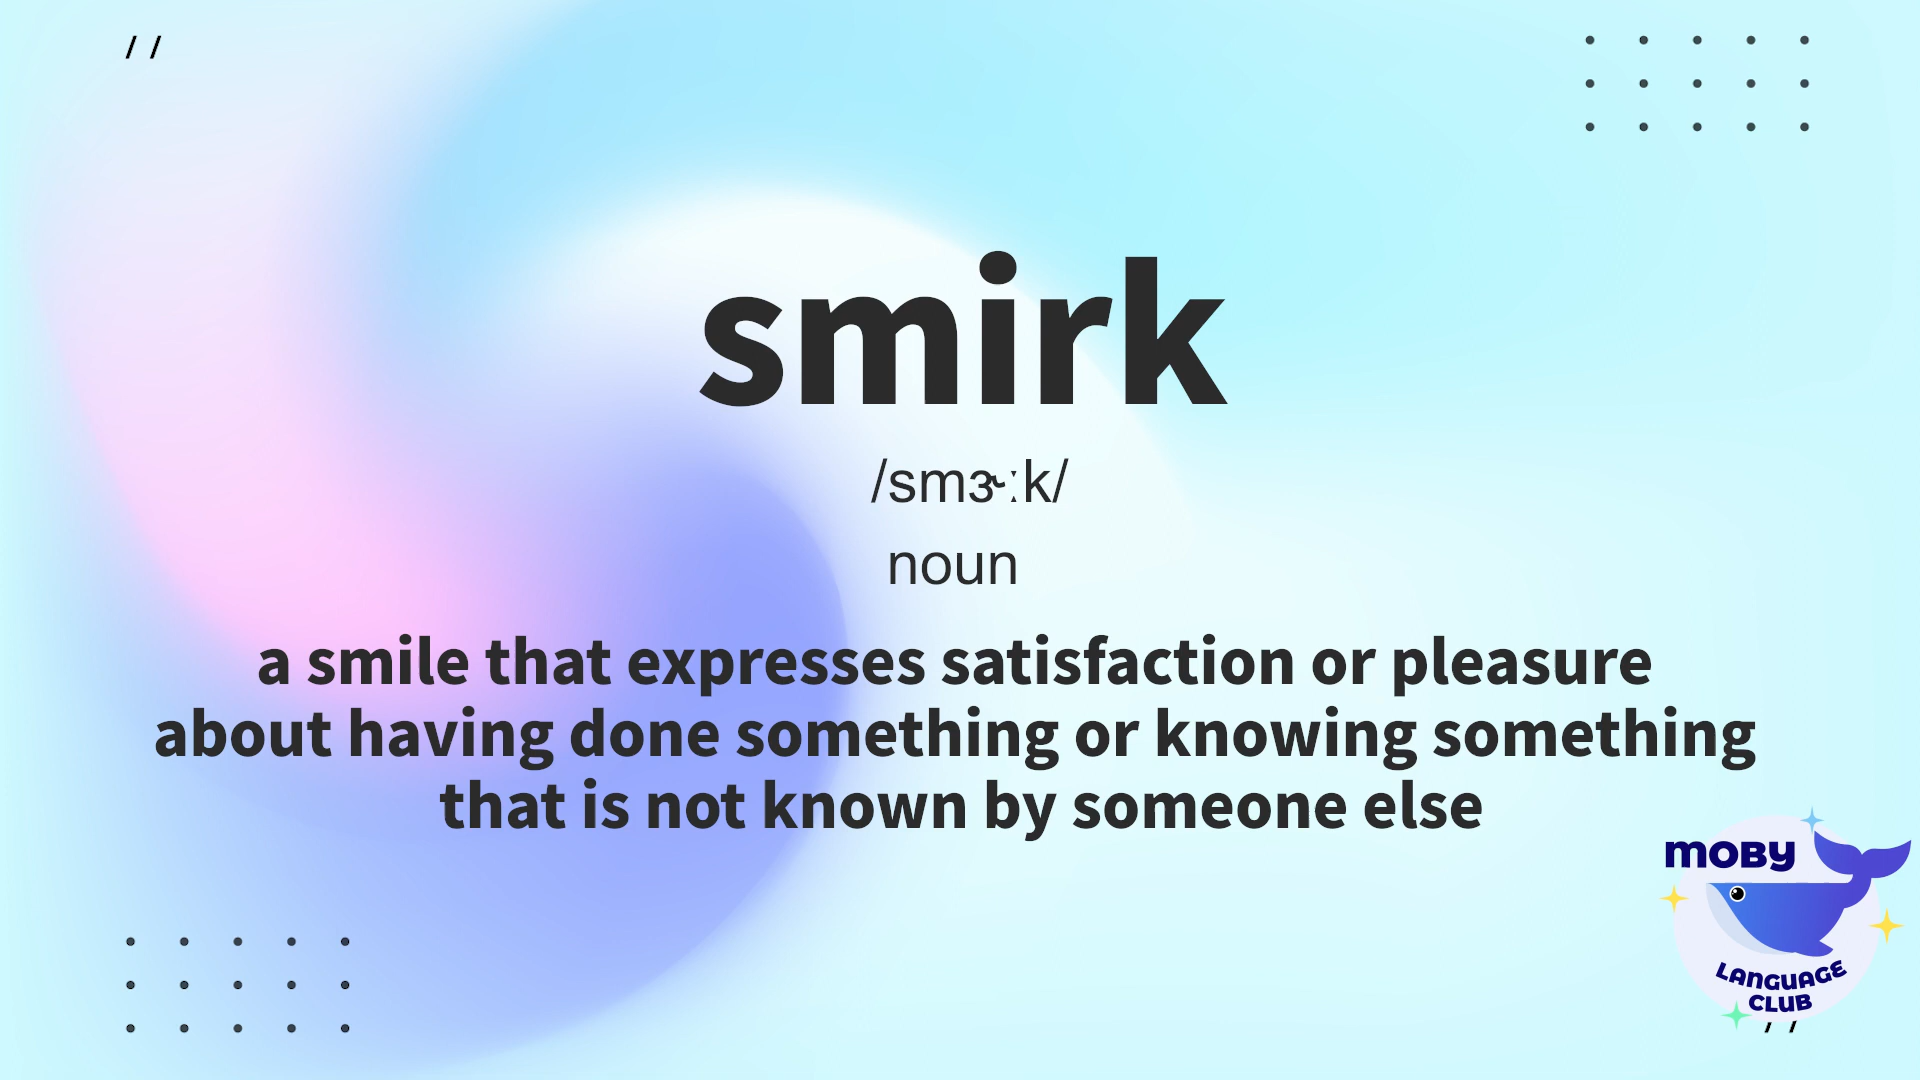 //
smirk
/smɝːk/
noun
a smile that expresses satisfaction or pleasure
about having done something or knowing something
that is not known by someone else
MOBY
LANGUAGE
CLUB
//